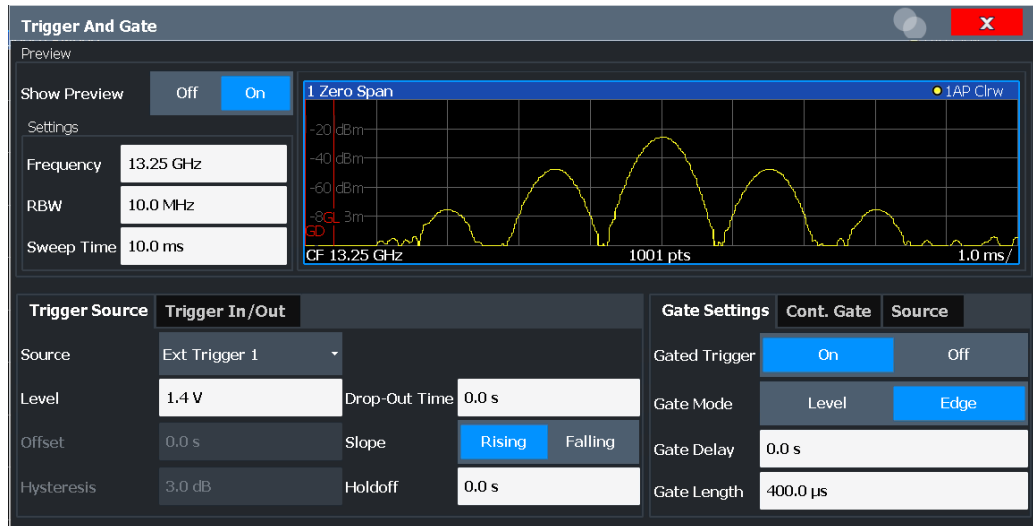 Trigger And Gate X
Preview
Show Preview Off On
Settings
Frequency 13.25 GHz
RBW 10.0 MHz
Sweep Time 10.0 ms
1 Zero Span 1AP Clrw
-20 dBm
-40 dBm
-60 dBm
GL
GD
CF 13.25 GHz 1001 pts 1.0 ms/
Trigger Source Trigger In/Out
Source Ext Trigger 1
Level 1.4 V Drop-Out Time 0.0 s
Offset 0.0 s Slope Rising Falling
Hysteresis 3.0 dB Holdoff 0.0 s
Gate Settings Cont. Gate Source
Gated Trigger On Off
Gate Mode Level Edge
Gate Delay 0.0 s
Gate Length 400.0 µs